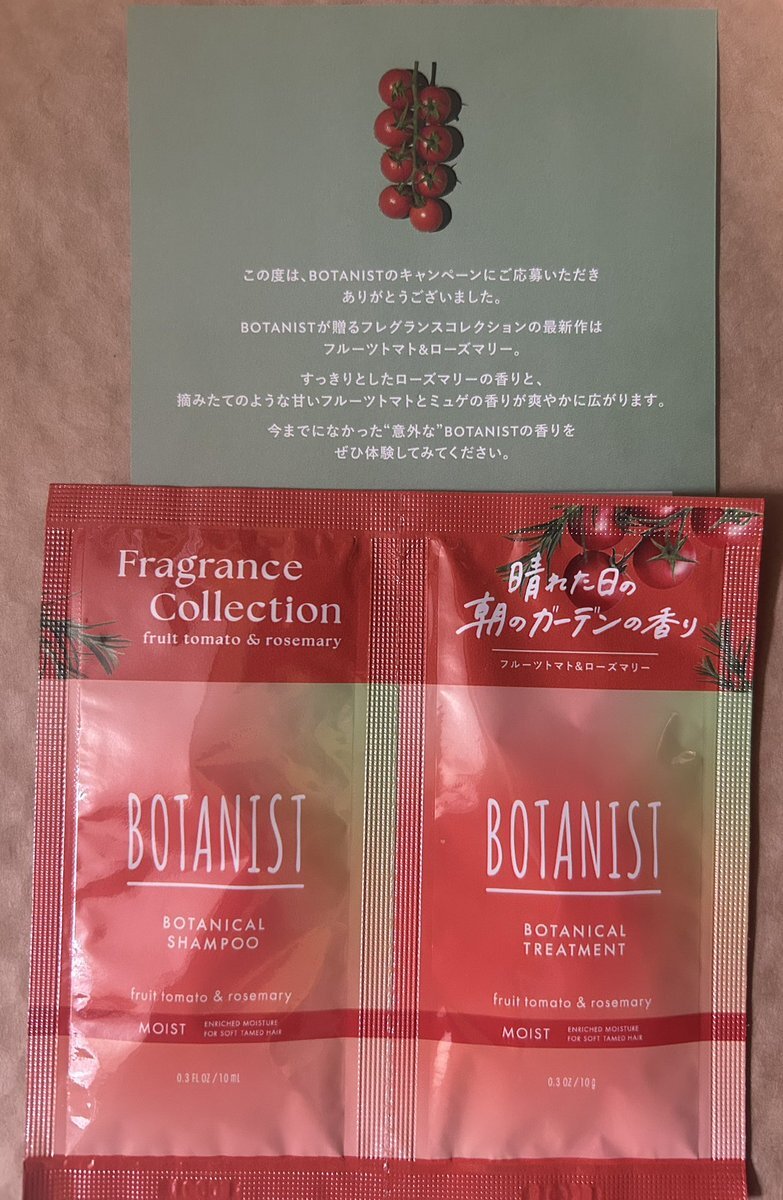 この度は、BOTANISTのキャンペーンにご応募いただき
ありがとうございました。
BOTANISTが贈るフレグランスコレクションの最新作は
フルーツトマト&ローズマリー。
すっきりとしたローズマリーの香りと、
摘みたてのような甘いフルーツトマトとミュゲの香りが爽やかに広がります。
今までになかった“意外な”BOTANISTの香りを
ぜひ体験してみてください。
Fragrance
Collection
fruit tomato & rosemary
BOTANIST
BOTANICAL
SHAMPOO
fruit tomato & rosemary
MOIST
ENRICHED MOISTURE
FOR SOFT TAMED HAIR
0.3 FL OZ / 10 mL
晴れた日の
朝のガーデンの香り
フルーツトマト&ローズマリー
BOTANIST
BOTANICAL
TREATMENT
fruit tomato & rosemary
MOIST
ENRICHED MOISTURE
FOR SOFT TAMED HAIR
0.3 OZ / 10 g